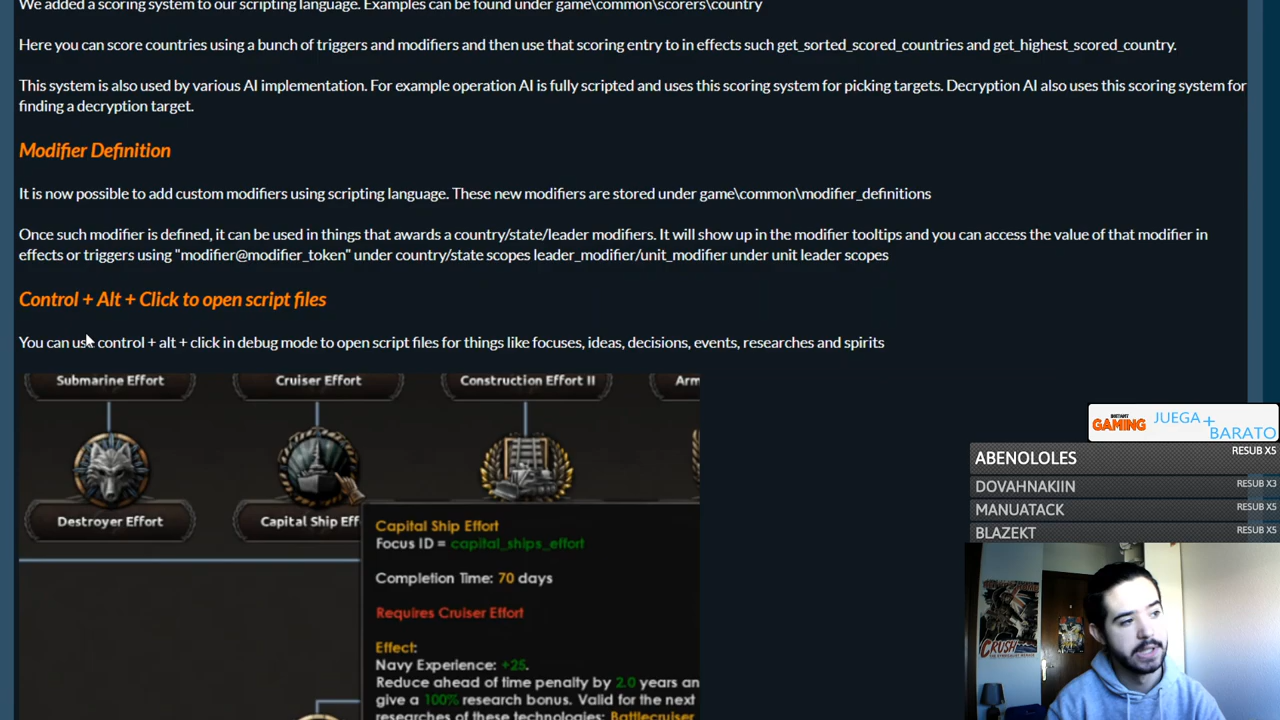 We added a scoring system to our scripting language. Examples can be found under game\common\scorers\country
Here you can score countries using a bunch of triggers and modifiers and then use that scoring entry to in effects such get_sorted_scored_countries and get_highest_scored_country.
This system is also used by various AI implementation. For example operation AI is fully scripted and uses this scoring system for picking targets. Decryption AI also uses this scoring system for
finding a decryption target.
Modifier Definition
It is now possible to add custom modifiers using scripting language. These new modifiers are stored under game\common\modifier_definitions
Once such modifier is defined, it can be used in things that awards a country/state/leader modifiers. It will show up in the modifier tooltips and you can access the value of that modifier in
effects or triggers using "modifier@modifier_token" under country/state scopes leader_modifier/unit_modifier under unit leader scopes
Control + Alt + Click to open script files
You can use control + alt + click in debug mode to open script files for things like focuses, ideas, decisions, events, researches and spirits
Submarine Effort
Cruiser Effort
Construction Effort II
Arm
Destroyer Effort
Capital Ship Eff
Capital Ship Effort
Focus ID = capital_ships_effort
Completion Time: 70 days
Requires Cruiser Effort
Effect:
Navy Experience: +25.
Reduce ahead of time penalty by 2.0 years an
give a 100% research bonus. Valid for the next
researches of these technologies: Battlecruiser
INSTANT
GAMING
JUEGA+
BARATO
ABENOLOLES RESUB X5
DOVAHNAKIIN RESUB X3
MANUATACK RESUB X5
BLAZEKT RESUB X5
CRUSH